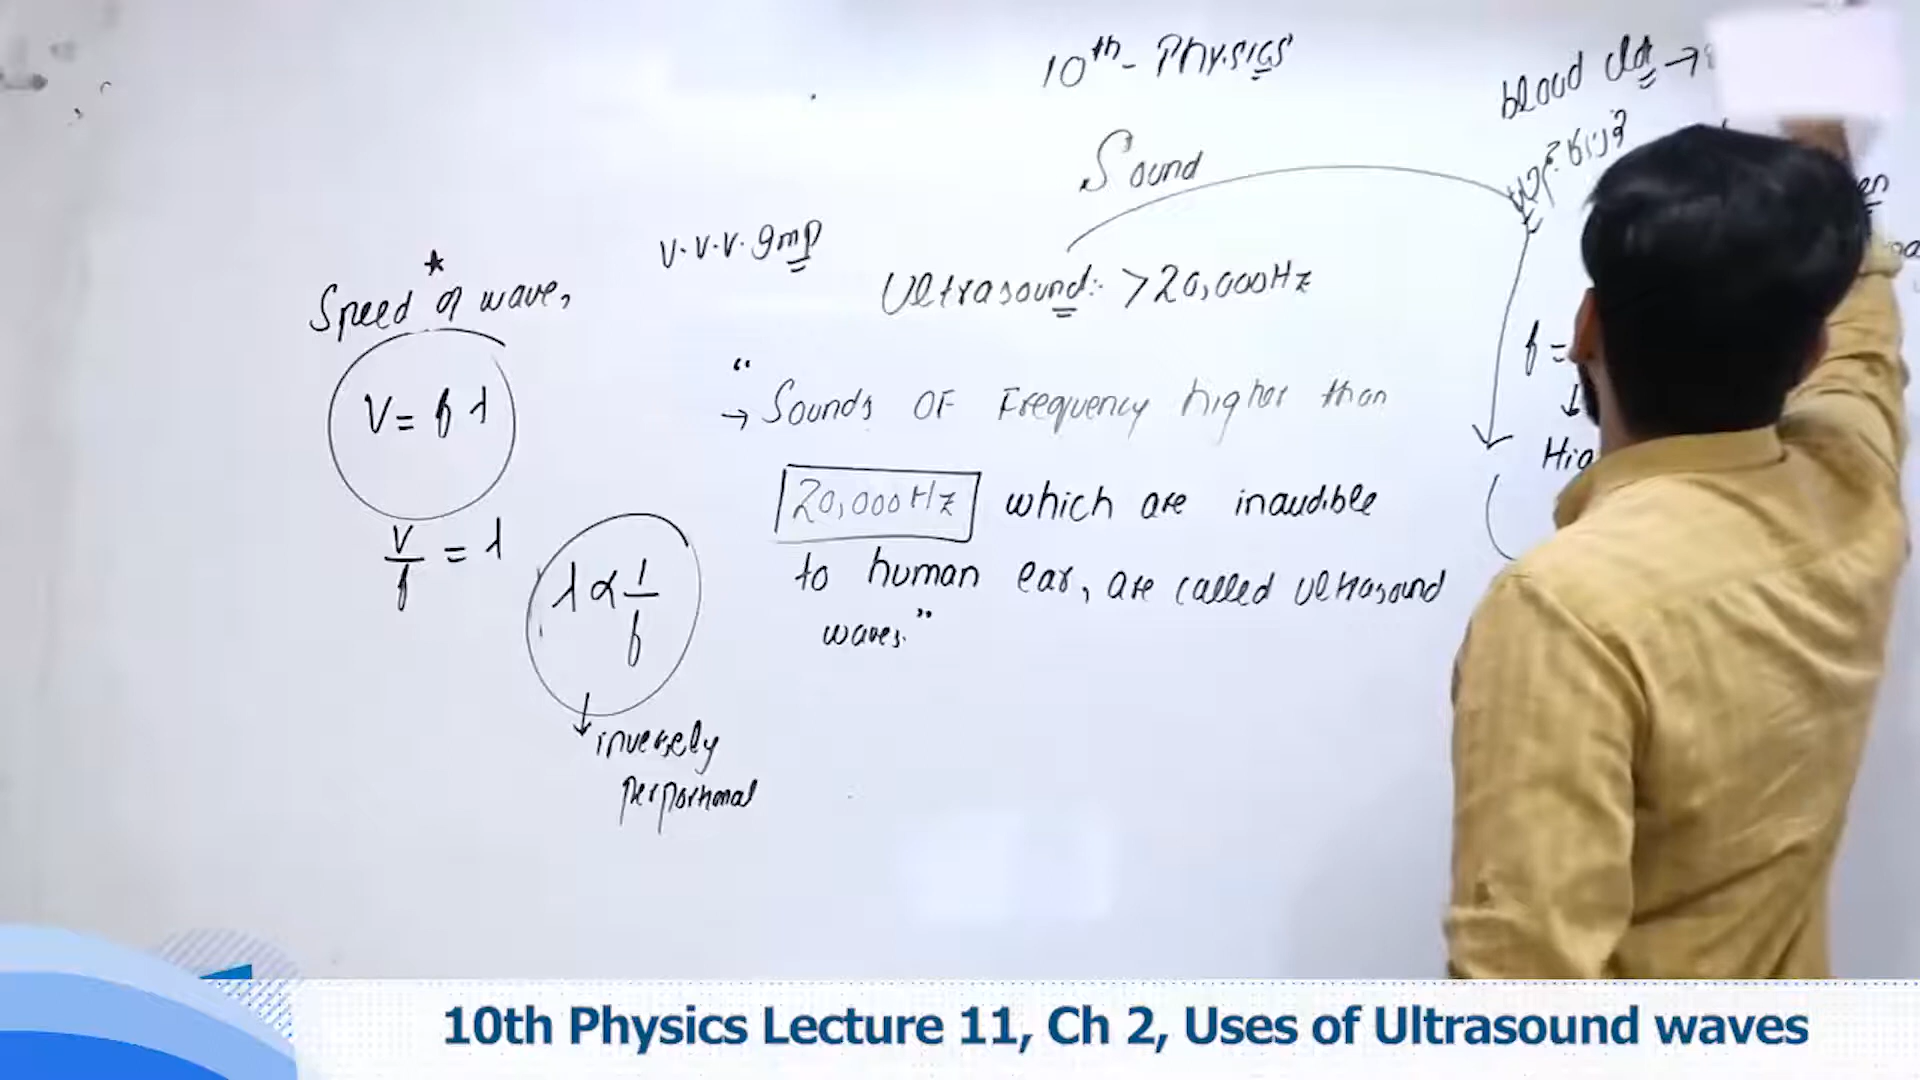 10th - Physics
Sound
blood clot →
V.V.V. Imp
Ultrasound:- >20,000Hz
★
Speed of wave,
V = f λ
V/f = λ
λ ∝ 1/f
↓ inversely
perportional
“
→ Sounds OF Frequency higher than
20,000Hz which are inaudible
to human ear, are called ultrasound
waves.”
f =
↓
10th Physics Lecture 11, Ch 2, Uses of Ultrasound waves